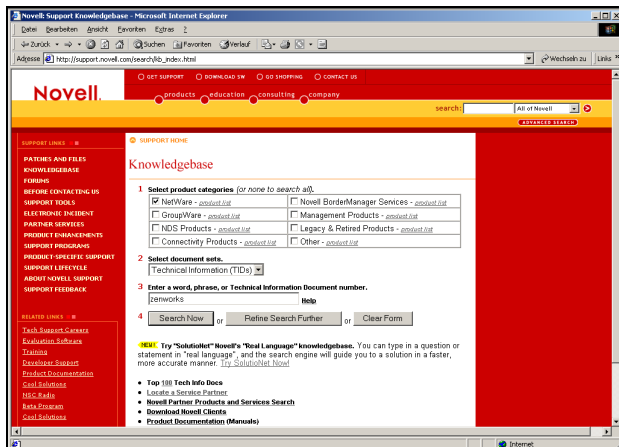 Novell: Support Knowledgebase - Microsoft Internet Explorer
Datei Bearbeiten Ansicht Favoriten Extras ?
Zurück Suchen Favoriten Verlauf
Adresse http://support.novell.com/search/kb_index.html Wechseln zu Links
GET SUPPORT DOWNLOAD SW GO SHOPPING CONTACT US
Novell.
products education consulting company
search: All of Novell
ADVANCED SEARCH
SUPPORT LINKS
PATCHES AND FILES
KNOWLEDGEBASE
FORUMS
BEFORE CONTACTING US
SUPPORT TOOLS
ELECTRONIC INCIDENT
PARTNER SERVICES
PRODUCT ENHANCEMENTS
SUPPORT PROGRAMS
PRODUCT-SPECIFIC SUPPORT
SUPPORT LIFECYCLE
ABOUT NOVELL SUPPORT
SUPPORT FEEDBACK
RELATED LINKS
Tech Support Careers
Evaluation Software
Training
Developer Support
Product Documentation
Cool Solutions
NSC Radio
Beta Program
Cool Solutions
SUPPORT HOME
Knowledgebase
1 Select product categories (or none to search all).
NetWare - product list Novell BorderManager Services - product list
GroupWare - product list Management Products - product list
NDS Products - product list Legacy & Retired Products - product list
Connectivity Products - product list Other - product list
2 Select document sets.
Technical Information (TIDs)
3 Enter a word, phrase, or Technical Information Document number.
zenworks Help
4 Search Now or Refine Search Further or Clear Form
NEW! Try "SolutioNet" Novell's "Real Language" knowledgebase. You can type in a question or
statement in "real language", and the search engine will guide you to a solution in a faster,
more accurate manner. Try SolutioNet Now!
Top 100 Tech Info Docs
Locate a Service Partner
Novell Partner Products and Services Search
Download Novell Clients
Product Documentation (Manuals)
Internet